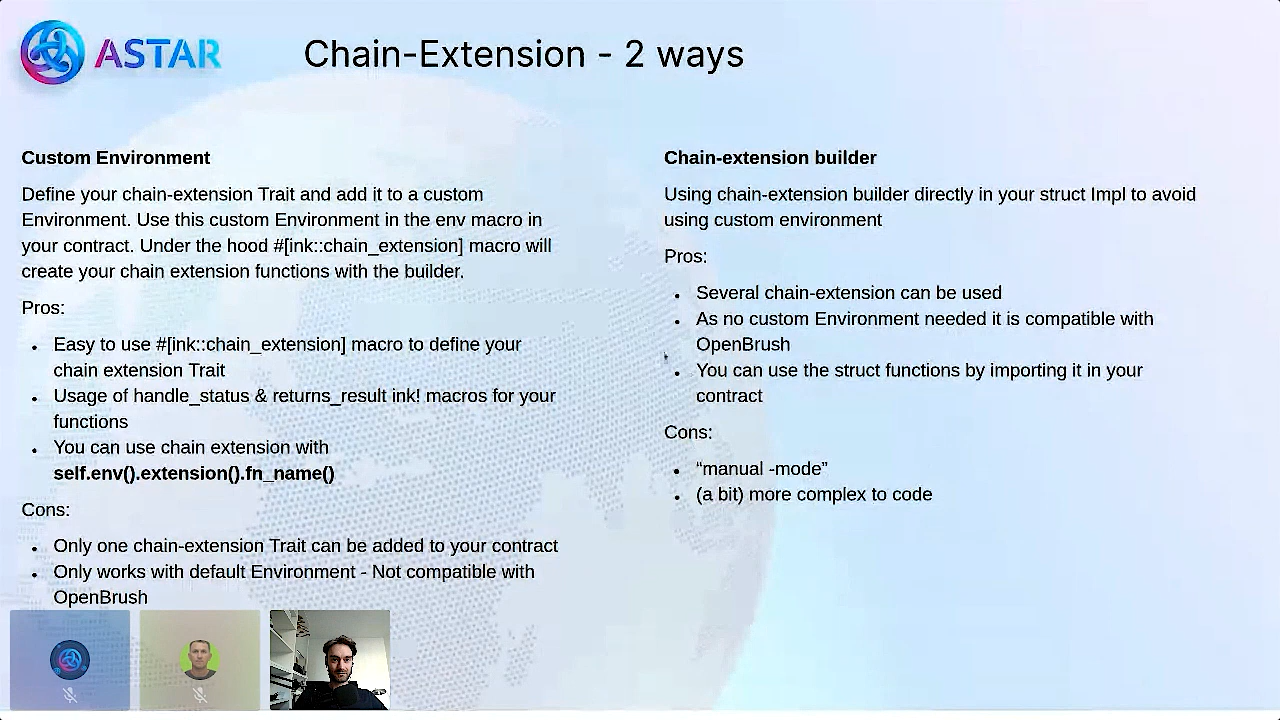 ASTAR
Chain-Extension - 2 ways
Custom Environment
Define your chain-extension Trait and add it to a custom
Environment. Use this custom Environment in the env macro in
your contract. Under the hood #[ink::chain_extension] macro will
create your chain extension functions with the builder.
Pros:
Easy to use #[ink::chain_extension] macro to define your
chain extension Trait
Usage of handle_status & returns_result ink! macros for your
functions
You can use chain extension with
self.env().extension().fn_name()
Cons:
Only one chain-extension Trait can be added to your contract
Only works with default Environment - Not compatible with
OpenBrush
Chain-extension builder
Using chain-extension builder directly in your struct Impl to avoid
using custom environment
Pros:
Several chain-extension can be used
As no custom Environment needed it is compatible with
OpenBrush
You can use the struct functions by importing it in your
contract
Cons:
“manual -mode”
(a bit) more complex to code